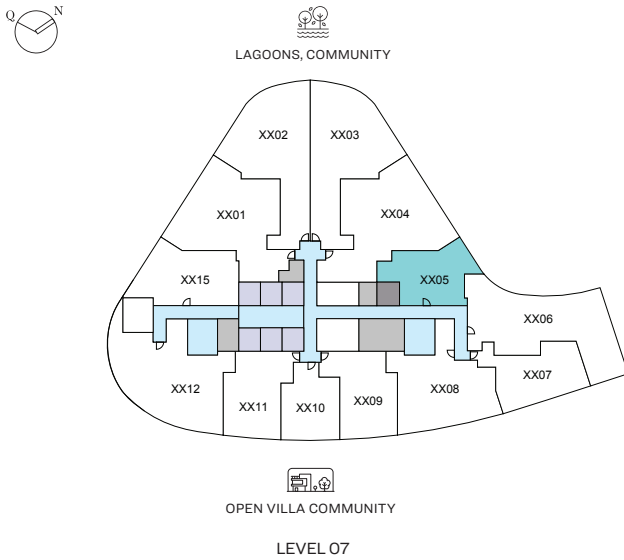 Q N
LAGOONS, COMMUNITY
XX02 XX03
XX01 XX04
XX15 XX05
XX06
XX12 XX11 XX10 XX09 XX08 XX07
OPEN VILLA COMMUNITY
LEVEL 07